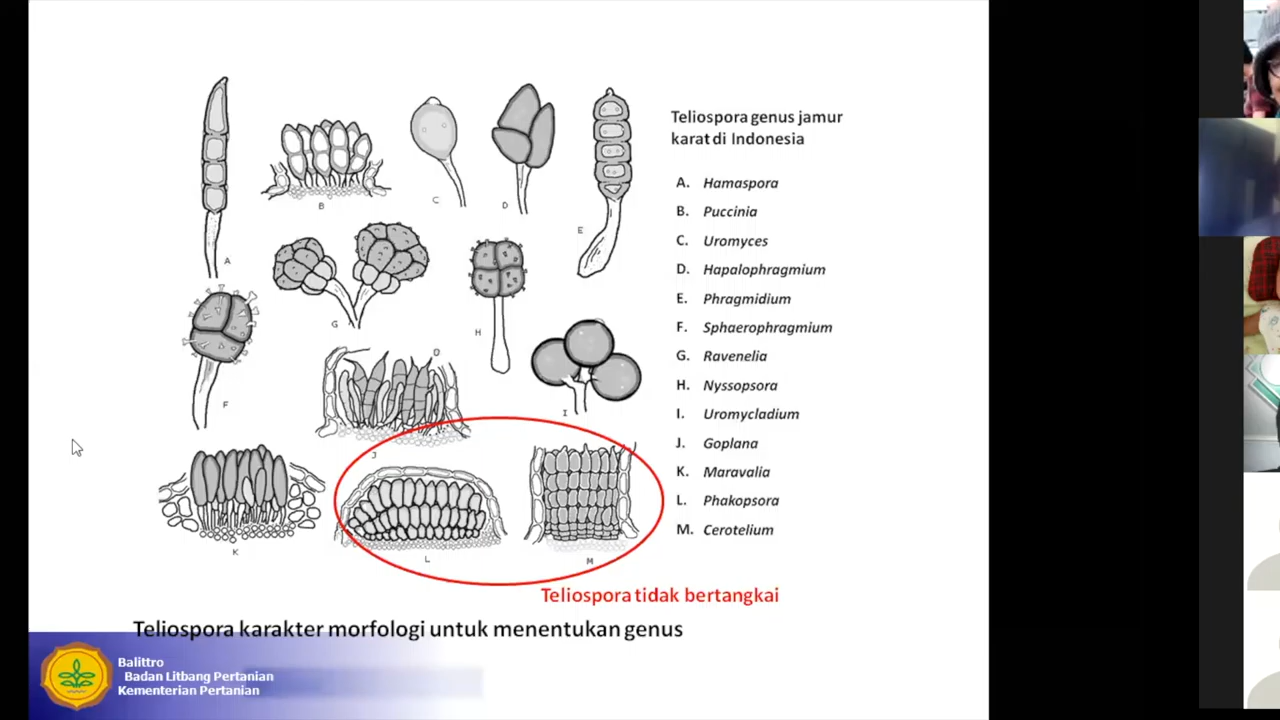 Teliospora genus jamur
karat di Indonesia
A. Hamaspora
B. Puccinia
C. Uromyces
D. Hapalophragmium
E. Phragmidium
F. Sphaerophragmium
G. Ravenelia
H. Nyssopsora
I. Uromycladium
J. Goplana
K. Maravalia
L. Phakopsora
M. Cerotelium
A
B
C
D
E
F
G
H
I
J
K
L
M
Teliospora tidak bertangkai
Teliospora karakter morfologi untuk menentukan genus
Balittro
Badan Litbang Pertanian
Kementerian Pertanian